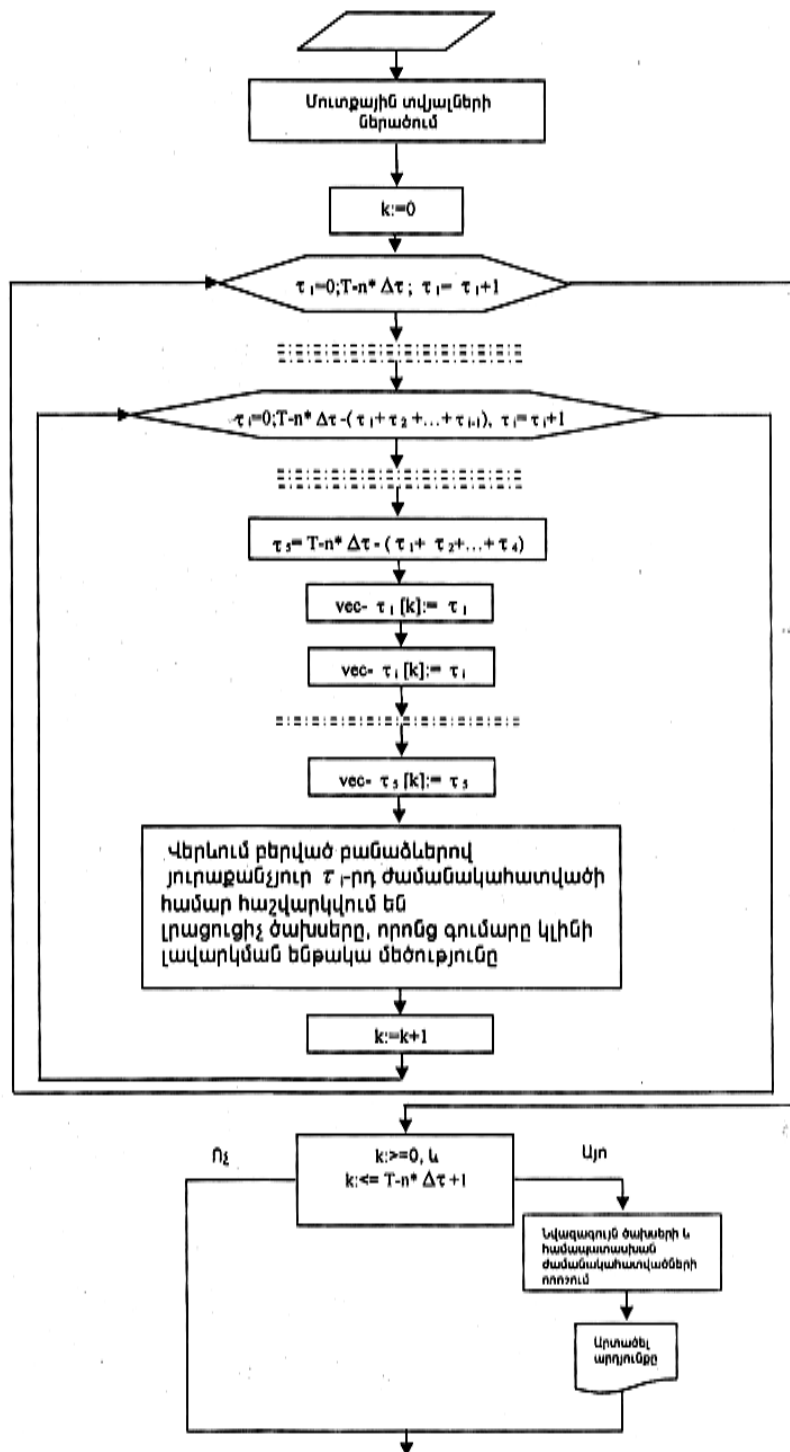 Մուտքային տվյալների
ներածում
k:=0
τ ₁=0;T-n* Δτ ; τ ₁= τ ₁+1
τ ᵢ=0;T-n* Δτ -( τ ₁+ τ ₂ +...+ τ ᵢ₋₁), τ ᵢ= τ ᵢ+1
τ ₅= T-n* Δτ - ( τ ₁+ τ ₂+...+ τ ₄)
vec- τ ₁ [k]:= τ ₁
vec- τ ᵢ [k]:= τ ᵢ
vec- τ ₅ [k]:= τ ₅
Վերևում բերված բանաձևերով
յուրաքանչյուր τ ᵢ-րդ ժամանակահատվածի
համար հաշվարկվում են
լրացուցիչ ծախսերը, որոնց գումարը կլինի
լավարկման ենթակա մեծությունը
k:=k+1
Ոչ
k:>=0, և
k:<= T-n* Δτ +1
Այո
Նվազագույն ծախսերի և
համապատասխան
ժամանակահատվածների
որոշում
Արտածել
արդյունքը